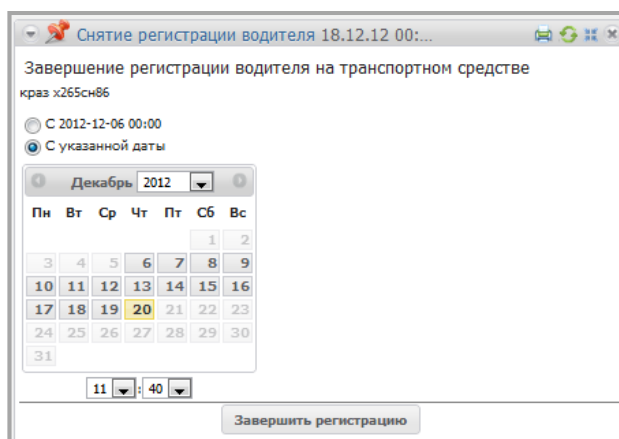 Снятие регистрации водителя 18.12.12 00:...
Завершение регистрации водителя на транспортном средстве
краз х265сн86
С 2012-12-06 00:00
С указанной даты
Декабрь 2012
Пн Вт Ср Чт Пт Сб Вс
1 2
3 4 5 6 7 8 9
10 11 12 13 14 15 16
17 18 19 20 21 22 23
24 25 26 27 28 29 30
31
11 : 40
Завершить регистрацию